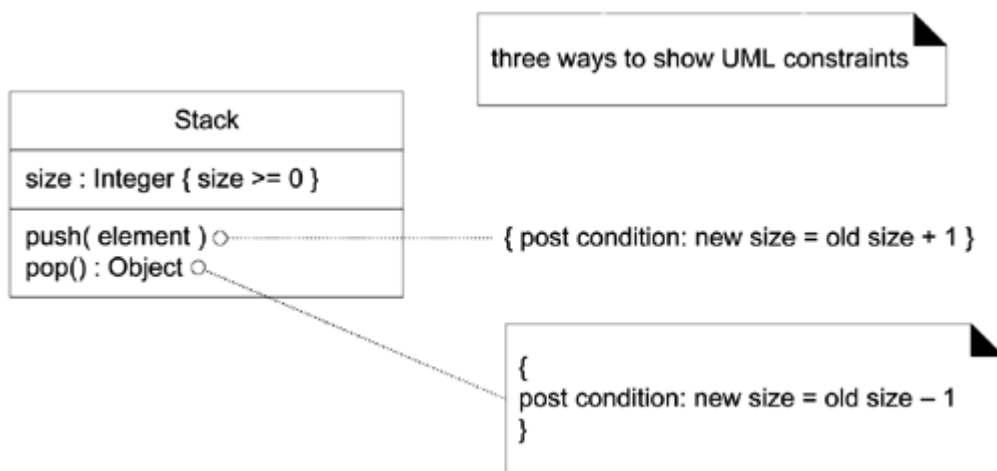 three ways to show UML constraints
Stack
size : Integer { size >= 0 }
push( element )
{ post condition: new size = old size + 1 }
pop() : Object
{
post condition: new size = old size – 1
}